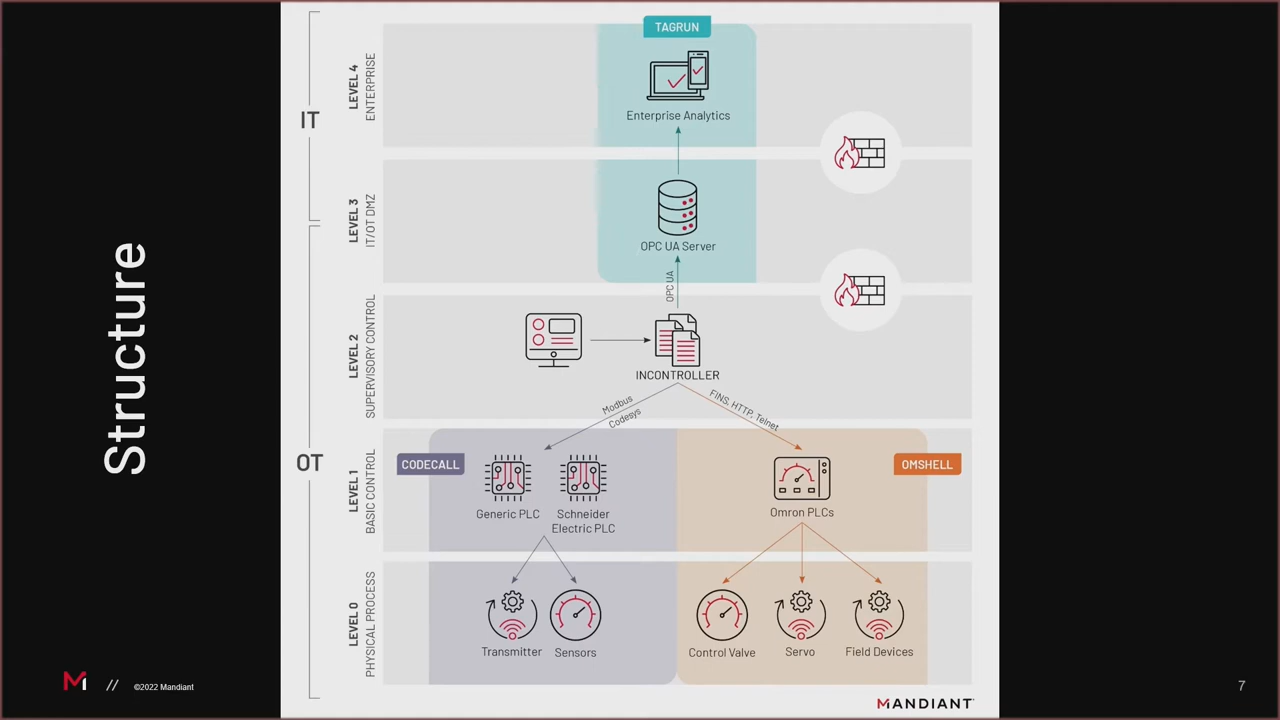 Structure
IT
OT
LEVEL 4
ENTERPRISE
TAGRUN
Enterprise Analytics
LEVEL 3
IT/OT DMZ
OPC UA Server
OPC UA
LEVEL 2
SUPERVISORY CONTROL
INCONTROLLER
Modbus
Codesys
FINS, HTTP, Telnet
LEVEL 1
BASIC CONTROL
CODECALL
OMSHELL
Generic PLC
Schneider
Electric PLC
Omron PLCs
LEVEL 0
PHYSICAL PROCESS
Transmitter
Sensors
Control Valve
Servo
Field Devices
M // ©2022 Mandiant
MANDIANT
7